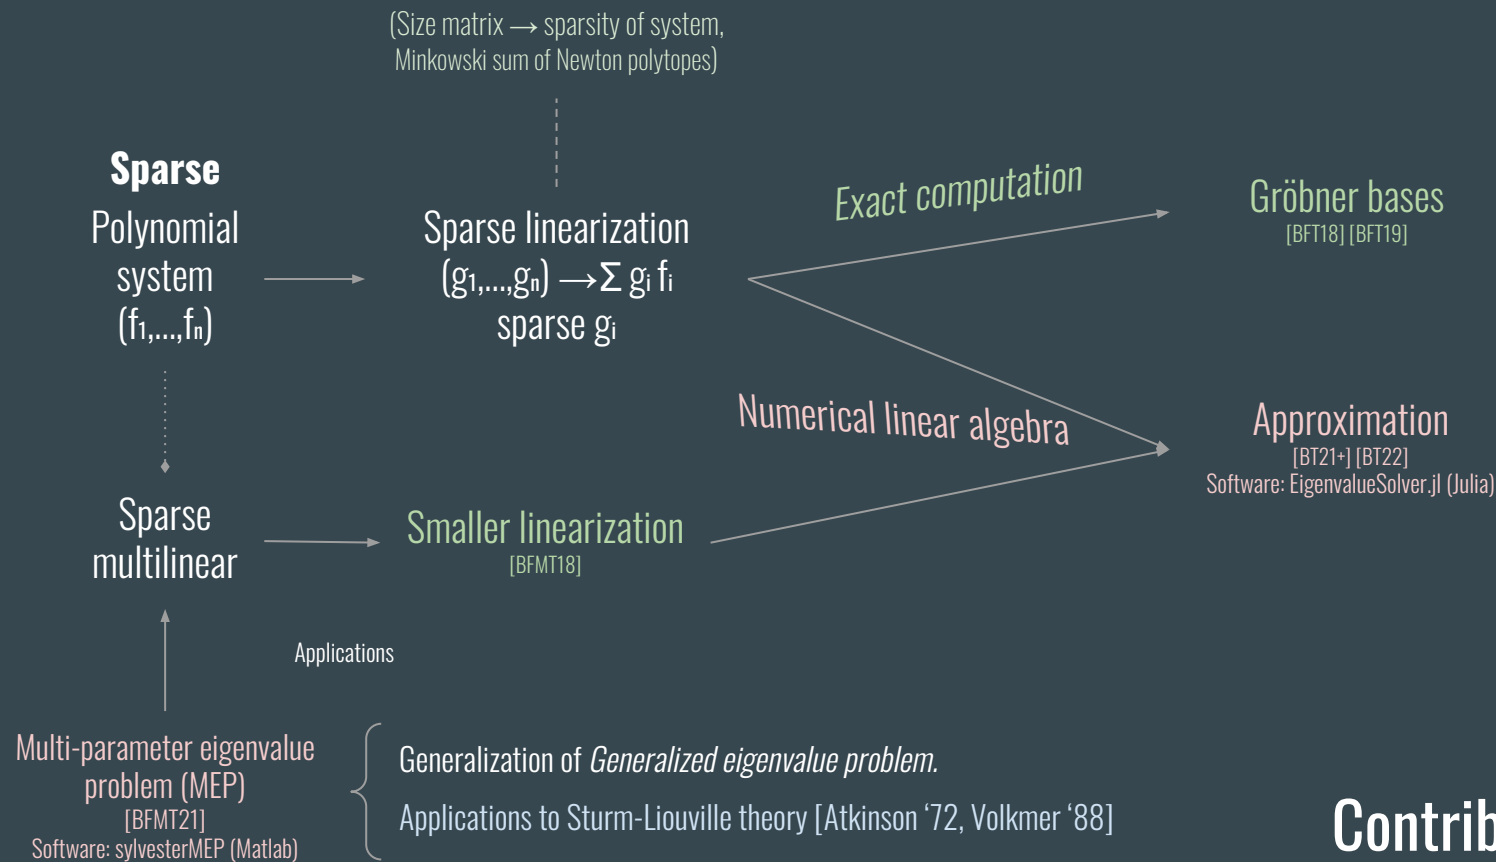 (Size matrix → sparsity of system,
Minkowski sum of Newton polytopes)
Sparse
Polynomial
system
(f₁,...,fₙ)
Sparse linearization
(g₁,...,gₙ) → Σ gᵢ fᵢ
sparse gᵢ
Exact computation
Gröbner bases
[BFT18] [BFT19]
Numerical linear algebra
Approximation
[BT21+] [BT22]
Software: EigenvalueSolver.jl (Julia)
Sparse
multilinear
Smaller linearization
[BFMT18]
Applications
Multi-parameter eigenvalue
problem (MEP)
[BFMT21]
Software: sylvesterMEP (Matlab)
Generalization of Generalized eigenvalue problem.
Applications to Sturm-Liouville theory [Atkinson ‘72, Volkmer ‘88]
Contrib